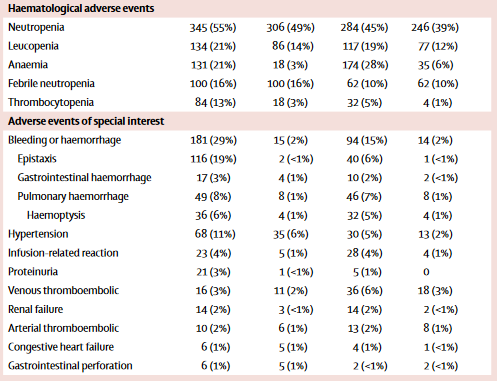 Haematological adverse events
Neutropenia 345 (55%) 306 (49%) 284 (45%) 246 (39%)
Leucopenia 134 (21%) 86 (14%) 117 (19%) 77 (12%)
Anaemia 131 (21%) 18 (3%) 174 (28%) 35 (6%)
Febrile neutropenia 100 (16%) 100 (16%) 62 (10%) 62 (10%)
Thrombocytopenia 84 (13%) 18 (3%) 32 (5%) 4 (1%)
Adverse events of special interest
Bleeding or haemorrhage 181 (29%) 15 (2%) 94 (15%) 14 (2%)
Epistaxis 116 (19%) 2 (<1%) 40 (6%) 1 (<1%)
Gastrointestinal haemorrhage 17 (3%) 4 (1%) 10 (2%) 2 (<1%)
Pulmonary haemorrhage 49 (8%) 8 (1%) 46 (7%) 8 (1%)
Haemoptysis 36 (6%) 4 (1%) 32 (5%) 4 (1%)
Hypertension 68 (11%) 35 (6%) 30 (5%) 13 (2%)
Infusion-related reaction 23 (4%) 5 (1%) 28 (4%) 4 (1%)
Proteinuria 21 (3%) 1 (<1%) 5 (1%) 0
Venous thromboembolic 16 (3%) 11 (2%) 36 (6%) 18 (3%)
Renal failure 14 (2%) 3 (<1%) 14 (2%) 2 (<1%)
Arterial thromboembolic 10 (2%) 6 (1%) 13 (2%) 8 (1%)
Congestive heart failure 6 (1%) 5 (1%) 4 (1%) 1 (<1%)
Gastrointestinal perforation 6 (1%) 5 (1%) 2 (<1%) 2 (<1%)